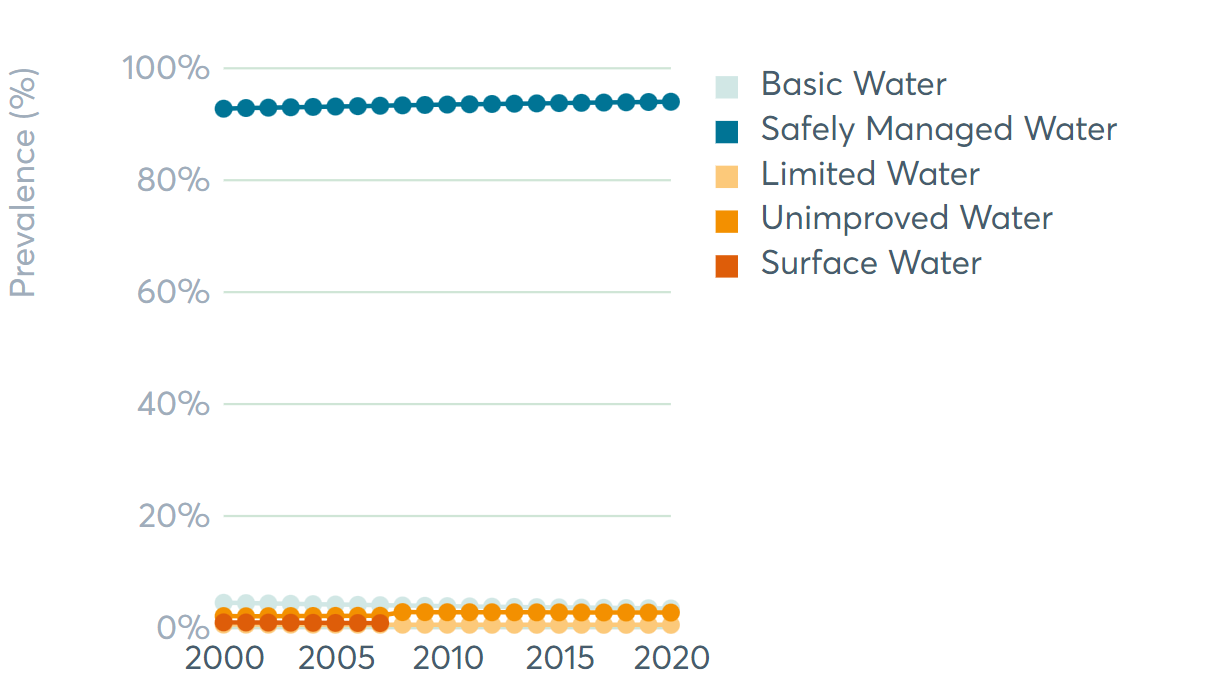 Prevalence (%)
100%
80%
60%
40%
20%
0%
2000 2005 2010 2015 2020
Basic Water
Safely Managed Water
Limited Water
Unimproved Water
Surface Water